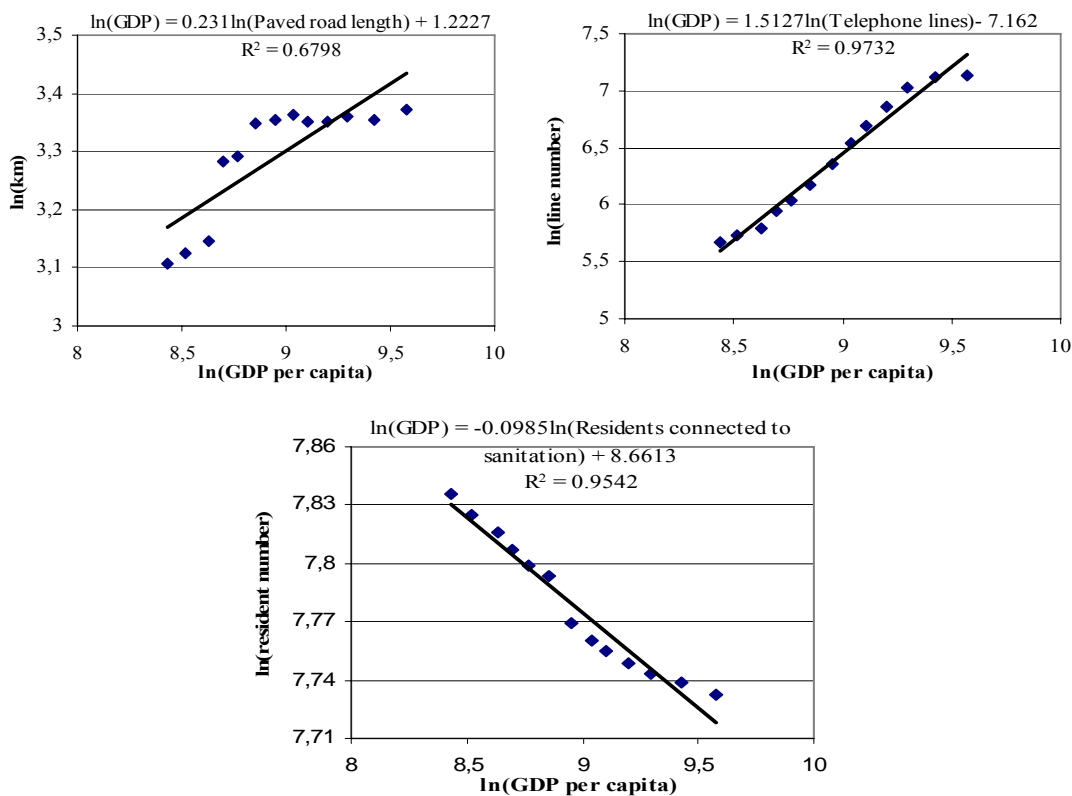 ln(GDP) = 0.231ln(Paved road length) + 1.2227
R² = 0.6798
3,5
3,4
3,3
3,2
3,1
3
ln(km)
8
8,5
9
9,5
10
ln(GDP per capita)
ln(GDP) = 1.5127ln(Telephone lines)- 7.162
R² = 0.9732
7,5
7
6,5
6
5,5
5
ln(line number)
8
8,5
9
9,5
10
ln(GDP per capita)
ln(GDP) = -0.0985ln(Residents connected to
sanitation) + 8.6613
R² = 0.9542
7,86
7,83
7,8
7,77
7,74
7,71
ln(resident number)
8
8,5
9
9,5
10
ln(GDP per capita)